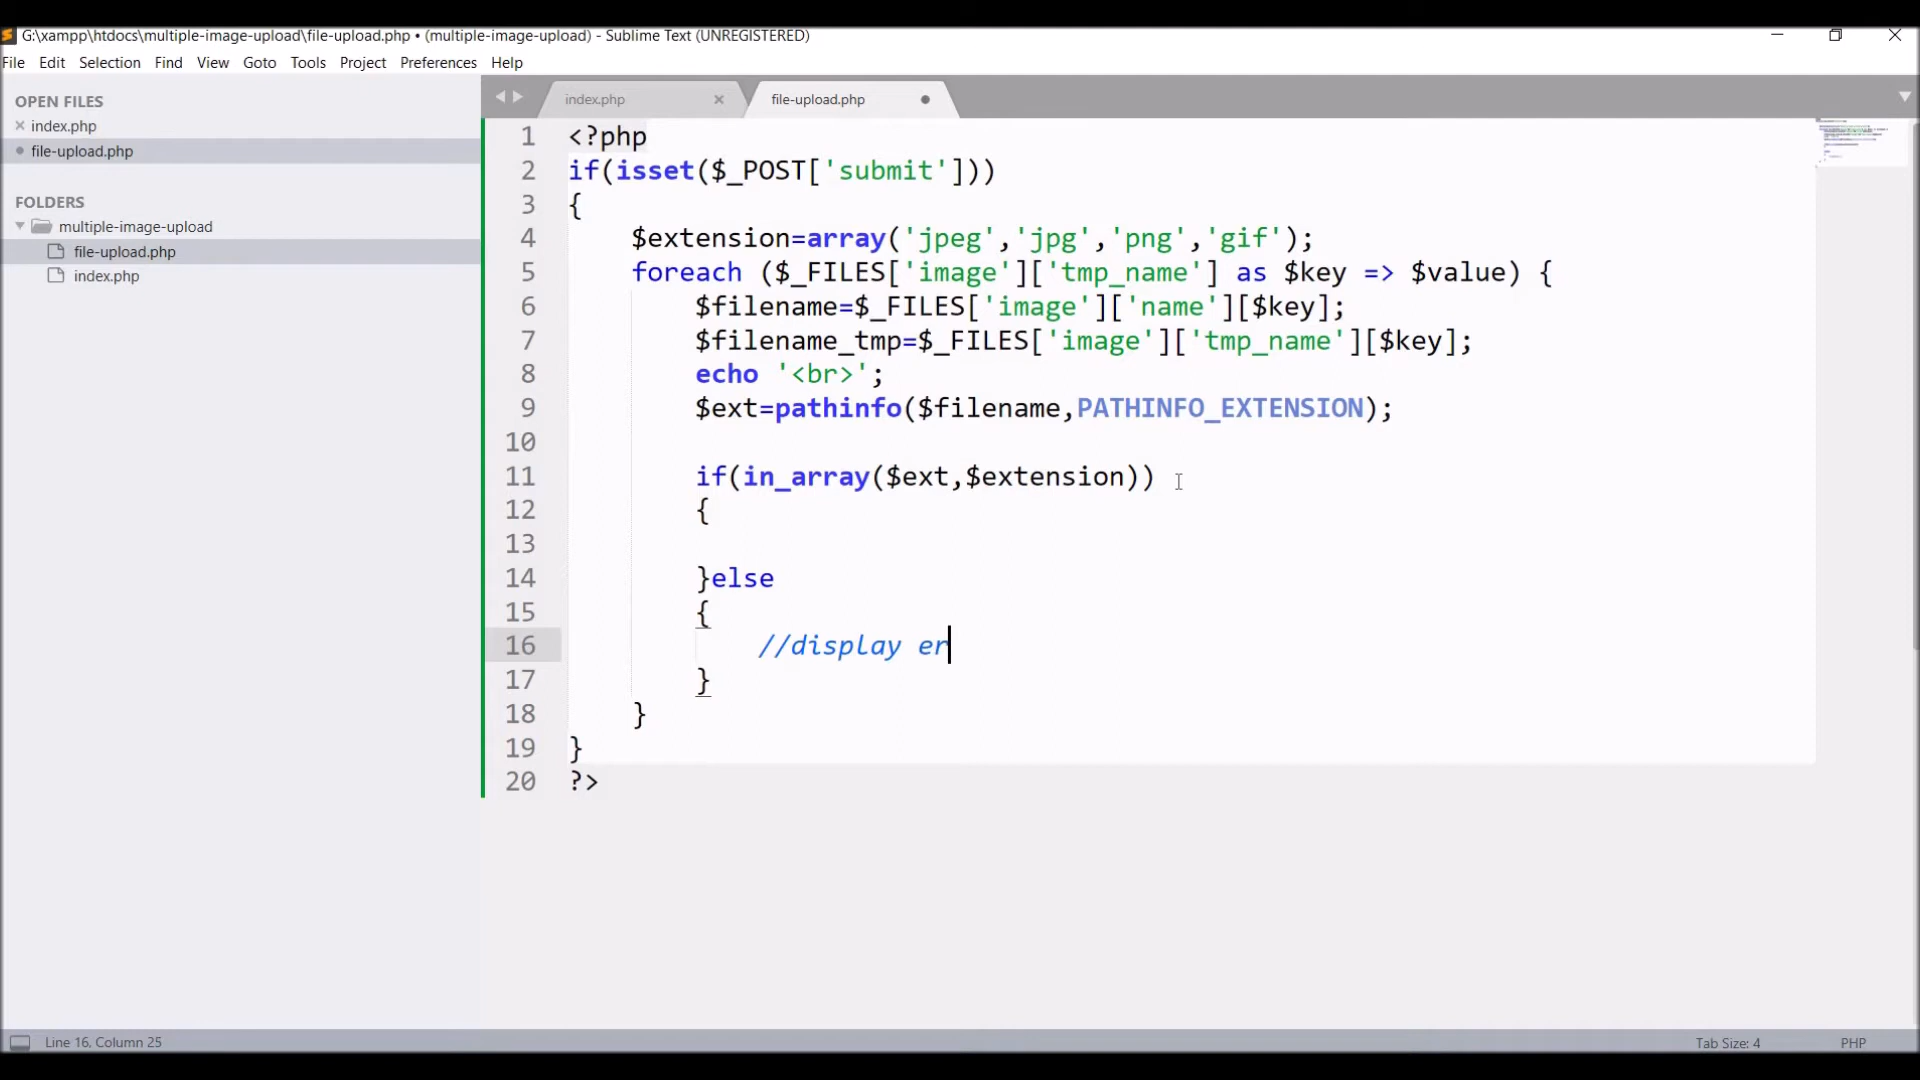 G:\xampp\htdocs\multiple-image-upload\file-upload.php • (multiple-image-upload) - Sublime Text (UNREGISTERED)
File Edit Selection Find View Goto Tools Project Preferences Help
OPEN FILES
index.php
file-upload.php
FOLDERS
multiple-image-upload
file-upload.php
index.php
index.php
file-upload.php
1 <?php
2 if(isset($_POST['submit']))
3 {
4 $extension=array('jpeg','jpg','png','gif');
5 foreach ($_FILES['image']['tmp_name'] as $key => $value) {
6 $filename=$_FILES['image']['name'][$key];
7 $filename_tmp=$_FILES['image']['tmp_name'][$key];
8 echo '<br>';
9 $ext=pathinfo($filename,PATHINFO_EXTENSION);
10
11 if(in_array($ext,$extension))
12 {
13
14 }else
15 {
16 //display er
17 }
18 }
19 }
20 ?>
Line 16, Column 25
Tab Size: 4
PHP